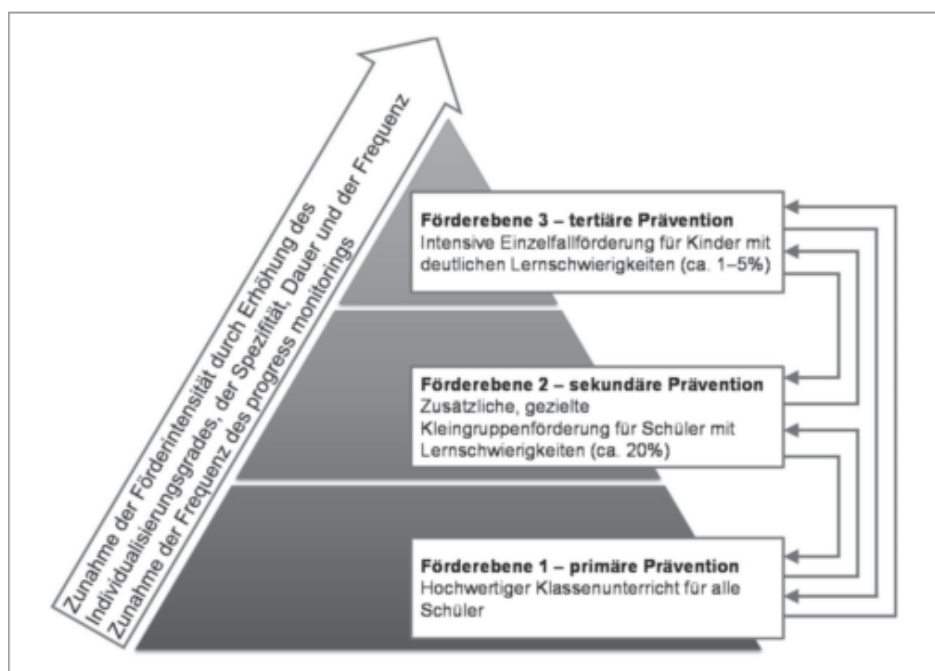 Zunahme der Förderintensität durch Erhöhung des
Individualisierungsgrades, der Spezifität, Dauer und der Frequenz
Zunahme der Frequenz des progress monitorings
Förderebene 3 – tertiäre Prävention
Intensive Einzelfallförderung für Kinder mit
deutlichen Lernschwierigkeiten (ca. 1–5%)
Förderebene 2 – sekundäre Prävention
Zusätzliche, gezielte
Kleingruppenförderung für Schüler mit
Lernschwierigkeiten (ca. 20%)
Förderebene 1 – primäre Prävention
Hochwertiger Klassenunterricht für alle
Schüler